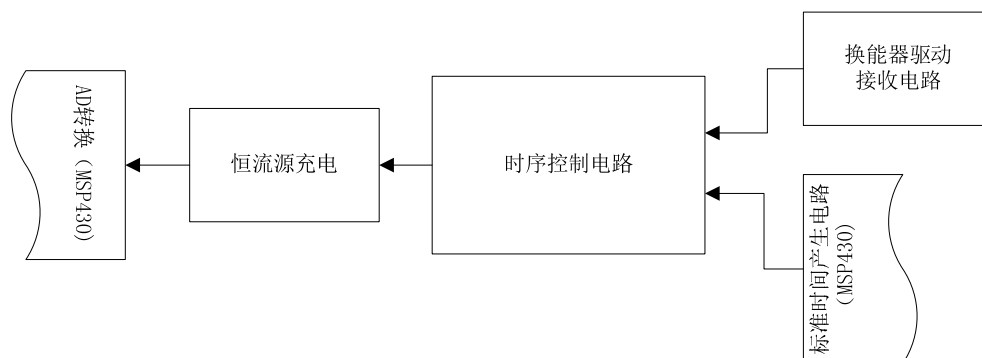 换能器驱动
接收电路
AD转换（MSP430）
恒流源充电
时序控制电路
标准时间产生电路
（MSP430）